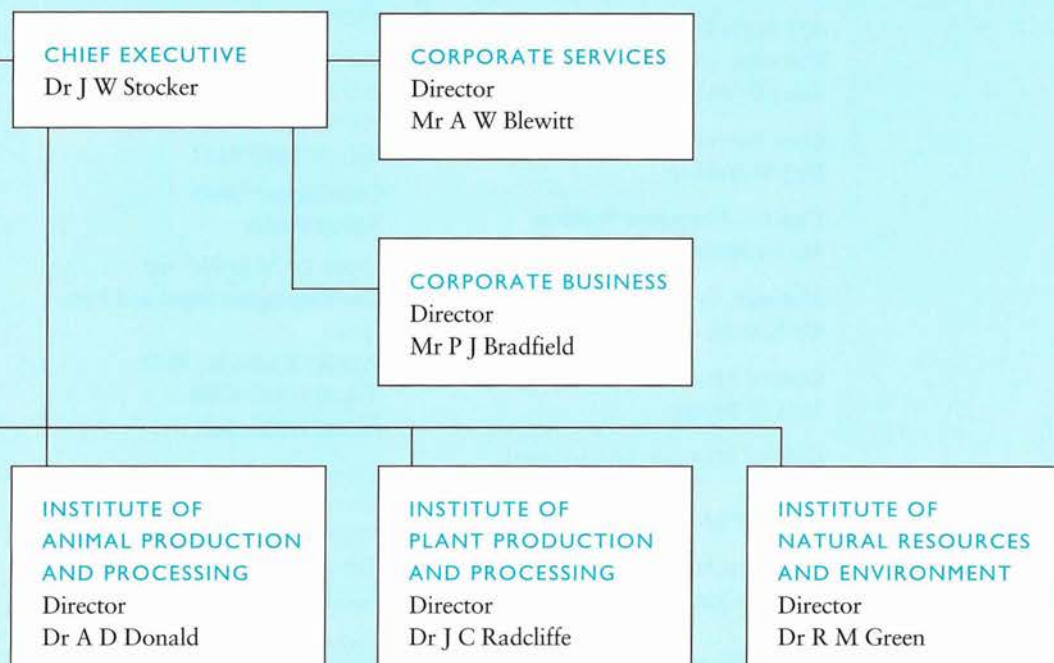 CHIEF EXECUTIVE
Dr J W Stocker
CORPORATE SERVICES
Director
Mr A W Blewitt
CORPORATE BUSINESS
Director
Mr P J Bradfield
INSTITUTE OF
ANIMAL PRODUCTION
AND PROCESSING
Director
Dr A D Donald
INSTITUTE OF
PLANT PRODUCTION
AND PROCESSING
Director
Dr J C Radcliffe
INSTITUTE OF
NATURAL RESOURCES
AND ENVIRONMENT
Director
Dr R M Green